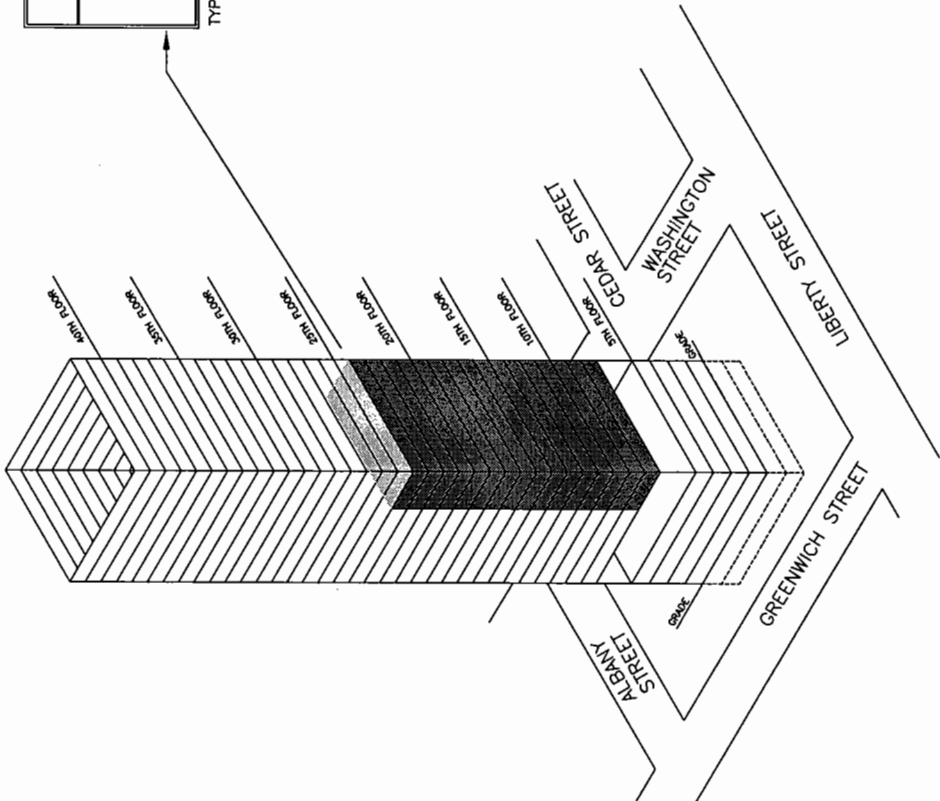 TYP
40TH FLOOR
35TH FLOOR
30TH FLOOR
25TH FLOOR
20TH FLOOR
15TH FLOOR
10TH FLOOR
5TH FLOOR
GRADE
CEDAR STREET
WASHINGTON
STREET
LIBERTY STREET
GRADE
ALBANY
STREET
GREENWICH STREET